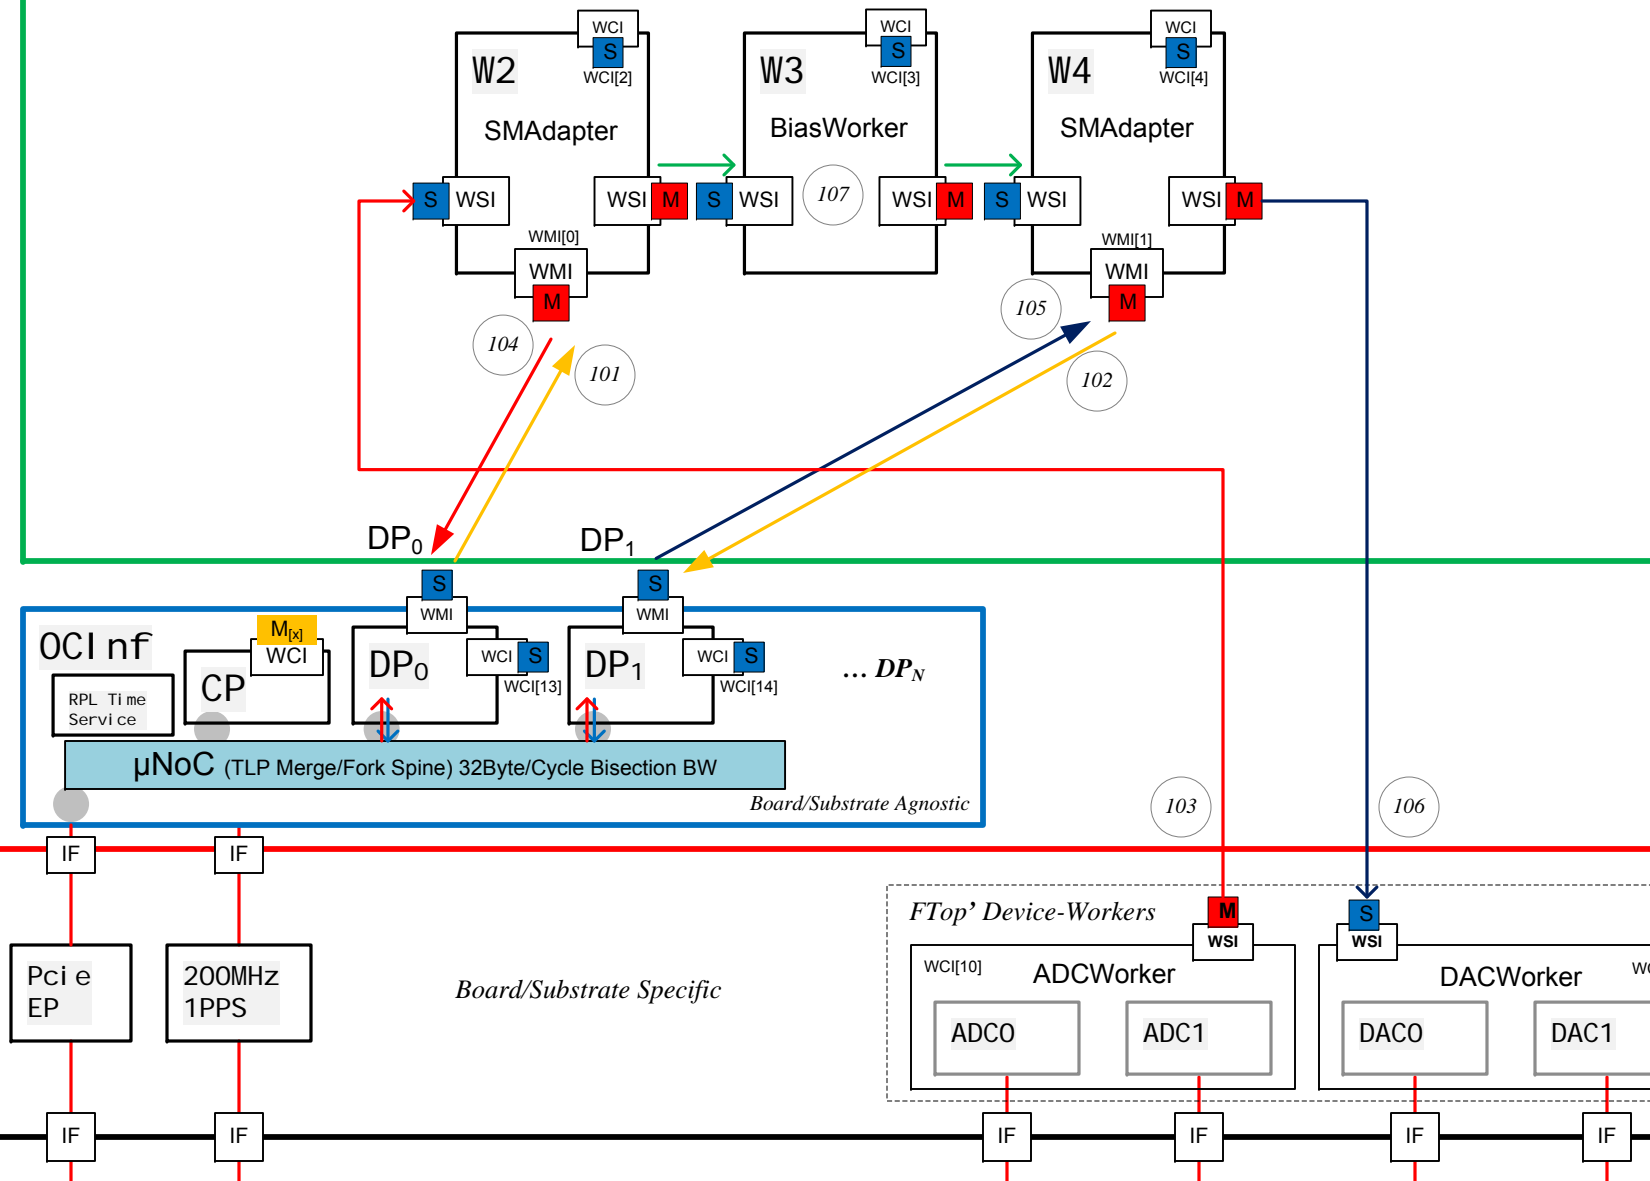 WCI
S
WCI[2]
W2
SMAdapter
S
WSI
WSI
M
WMI[0]
WMI
M
WCI
S
WCI[3]
W3
BiasWorker
S
WSI
107
WSI
M
WCI
S
WCI[4]
W4
SMAdapter
S
WSI
WSI
M
WMI[1]
WMI
M
104
101
105
102
DP0
DP1
S
WMI
S
WMI
OCInf
M[x]
WCI
CP
RPL Time
Service
DP0
WCI
S
WCI[13]
DP1
WCI
S
WCI[14]
... DPN
µNoC (TLP Merge/Fork Spine) 32Byte/Cycle Bisection BW
Board/Substrate Agnostic
103
106
IF
IF
Pcie
EP
200MHz
1PPS
Board/Substrate Specific
FTop’ Device-Workers
M
WSI
S
WSI
WCI[10]
ADCWorker
ADC0
ADC1
DACWorker
DAC0
DAC1
IF
IF
IF
IF
IF
IF